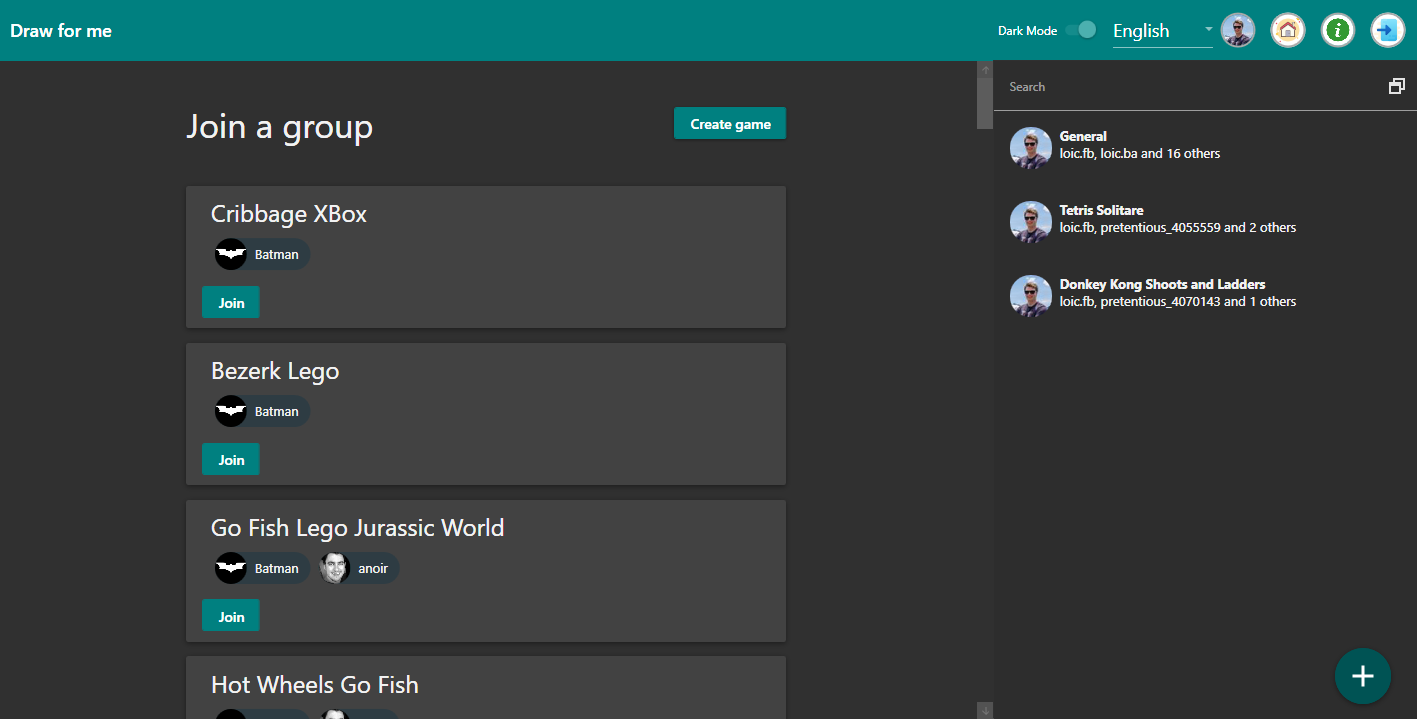 Draw for me
Dark Mode
English
Join a group
Create game
Cribbage XBox
Batman
Join
Bezerk Lego
Batman
Join
Go Fish Lego Jurassic World
Batman
anoir
Join
Hot Wheels Go Fish
Search
General
loic.fb, loic.ba and 16 others
Tetris Solitare
loic.fb, pretentious_4055559 and 2 others
Donkey Kong Shoots and Ladders
loic.fb, pretentious_4070143 and 1 others